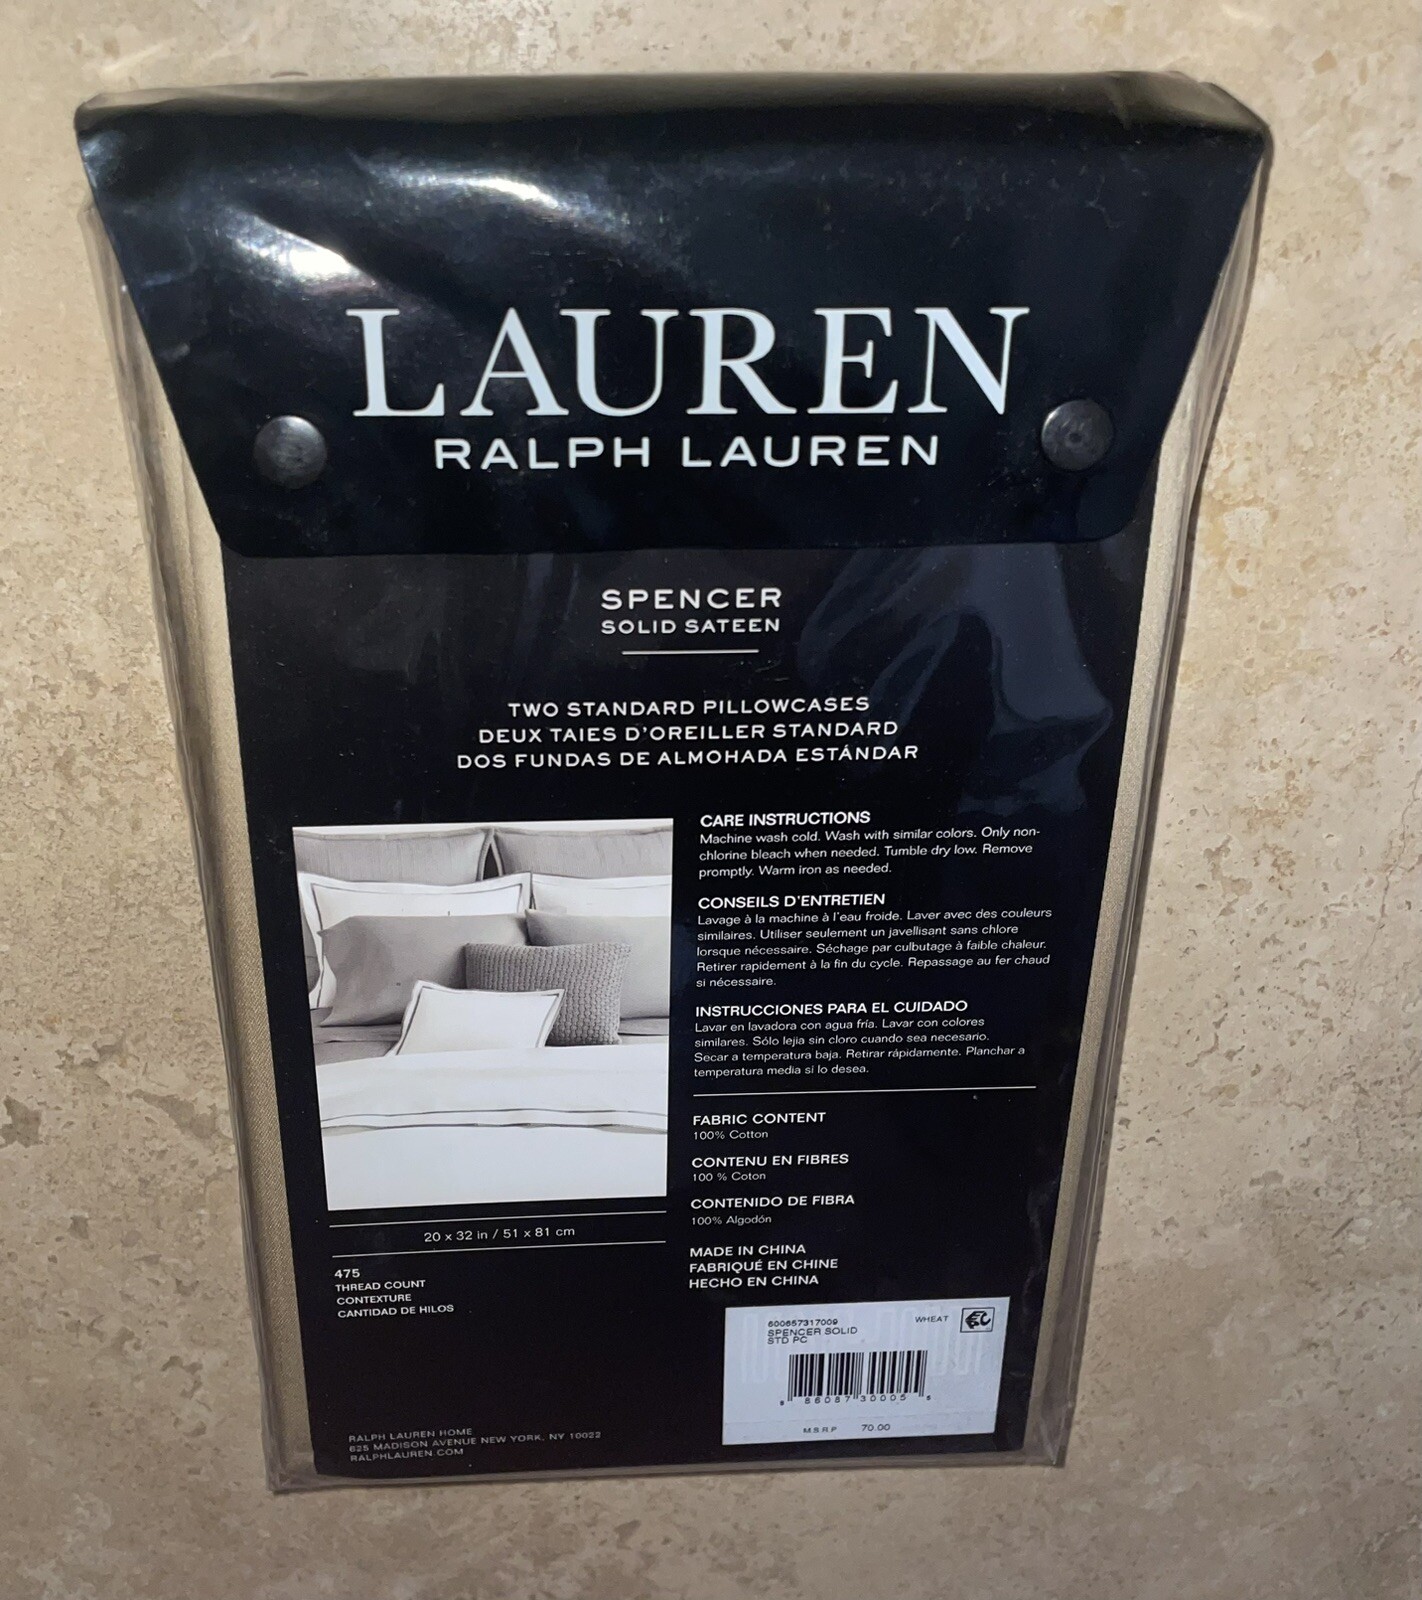 LAUREN
RALPH LAUREN
SPENCER
SOLID SATEEN
TWO STANDARD PILLOWCASES
DEUX TAIES D'OREILLER STANDARD
DOS FUNDAS DE ALMOHADA ESTÁNDAR
CARE INSTRUCTIONS
Machine wash cold. Wash with similar colors. Only non-
chlorine bleach when needed. Tumble dry low. Remove
promptly. Warm iron as needed.
CONSEILS D'ENTRETIEN
Lavage à la machine à l'eau froide. Laver avec des couleurs
similaires. Utiliser seulement un javellisant sans chlore
lorsque nécessaire. Séchage par culbutage à faible chaleur.
Retirer rapidement à la fin du cycle. Repassage au fer chaud
si nécessaire.
INSTRUCCIONES PARA EL CUIDADO
Lavar en lavadora con agua fría. Lavar con colores
similares. Sólo lejia sin cloro cuando sea necesario.
Secar a temperatura baja. Retirar rápidamente. Planchar a
temperatura media sí lo desea.
FABRIC CONTENT
100% Cotton
CONTENU EN FIBRES
100 % Coton
CONTENIDO DE FIBRA
100% Algodón
MADE IN CHINA
FABRIQUÉ EN CHINE
HECHO EN CHINA
20 x 32 in / 51 x 81 cm
475
THREAD COUNT
CONTEXTURE
CANTIDAD DE HILOS
600657317009 WHEAT
SPENCER SOLID
STD PC
86087 30005 5
M.S.R.P 70.00
RALPH LAUREN HOME
625 MADISON AVENUE NEW YORK, NY 10022
RALPHLAUREN.COM